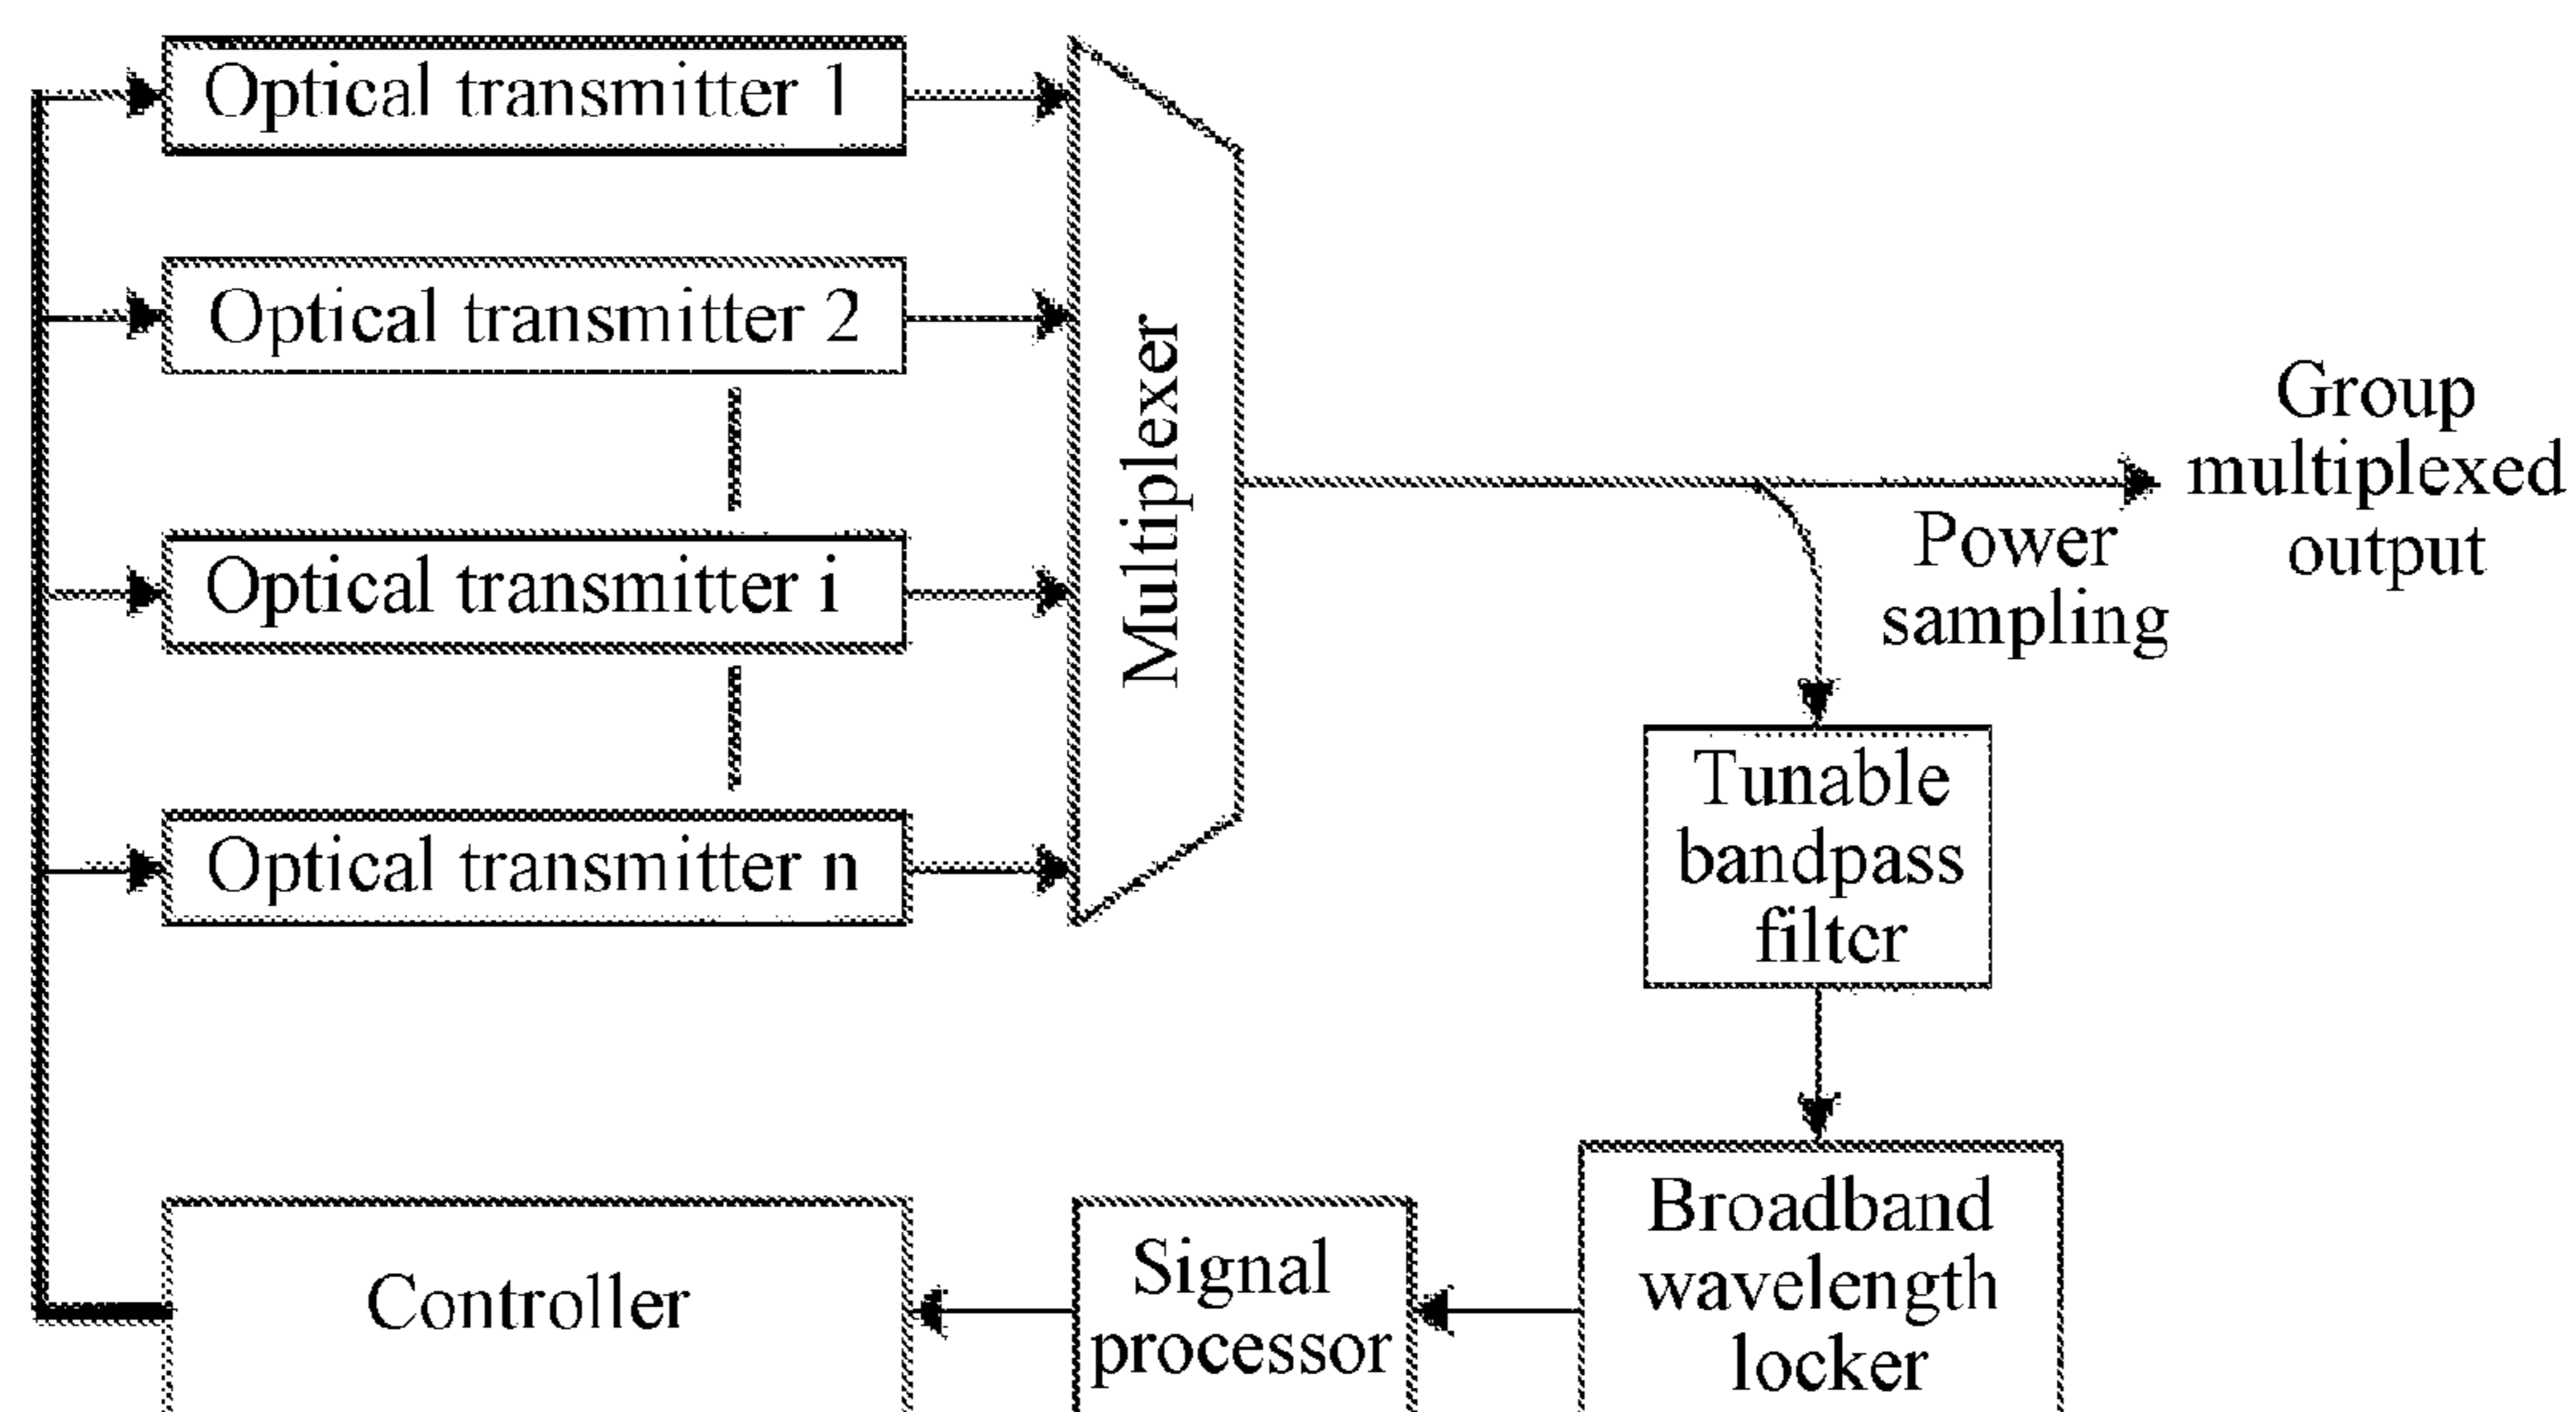 Optical transmitter 1
Optical transmitter 2
Optical transmitter i
Optical transmitter n
Multiplexer
Group
multiplexed
output
Power
sampling
Tunable
bandpass
filter
Broadband
wavelength
locker
Signal
processor
Controller